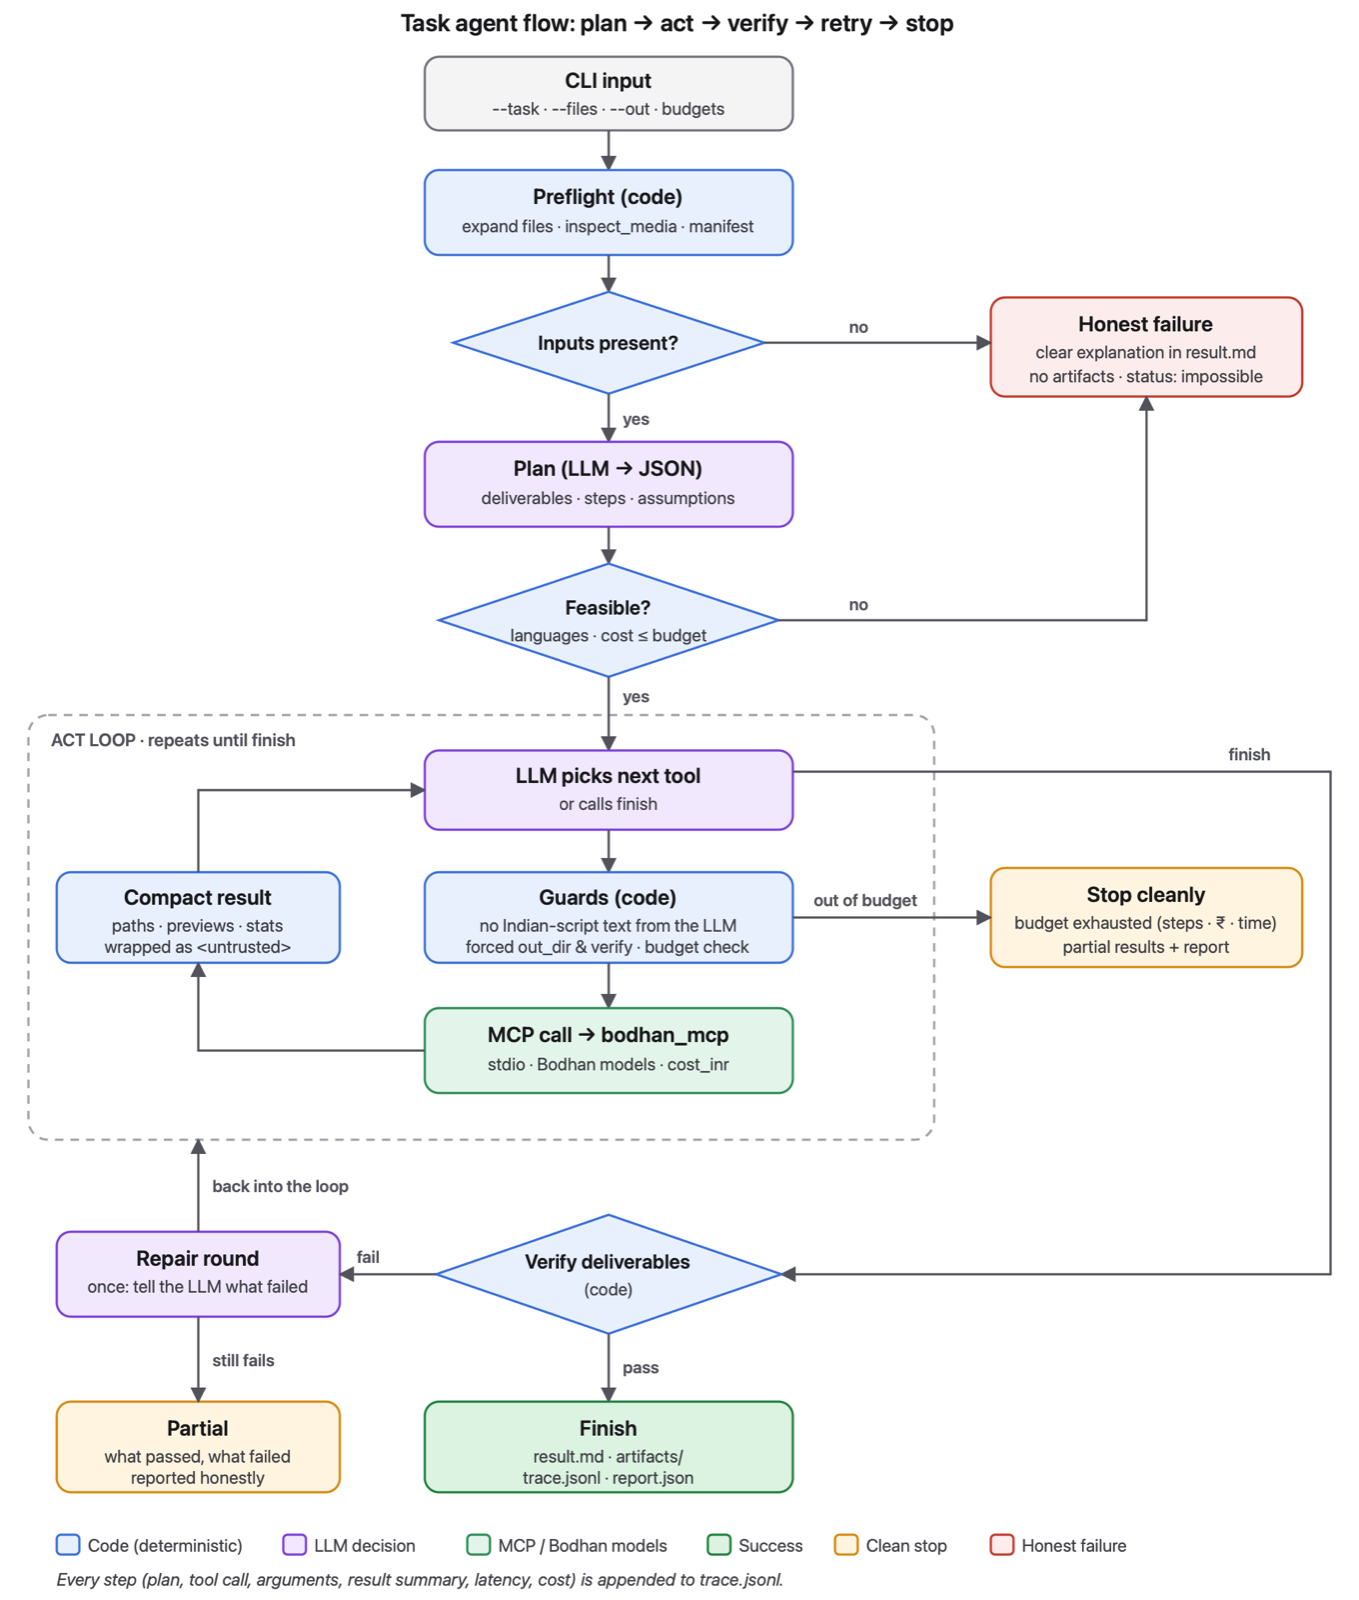 Task agent flow: plan → act → verify → retry → stop
CLI input
--task · --files · --out · budgets
Preflight (code)
expand files · inspect_media · manifest
Inputs present?
no
Honest failure
clear explanation in result.md
no artifacts · status: impossible
yes
Plan (LLM → JSON)
deliverables · steps · assumptions
Feasible?
languages · cost ≤ budget
no
yes
ACT LOOP · repeats until finish
LLM picks next tool
or calls finish
finish
Compact result
paths · previews · stats
wrapped as <untrusted>
Guards (code)
no Indian-script text from the LLM
forced out_dir & verify · budget check
out of budget
Stop cleanly
budget exhausted (steps · ₹ · time)
partial results + report
MCP call → bodhan_mcp
stdio · Bodhan models · cost_inr
back into the loop
Repair round
once: tell the LLM what failed
fail
Verify deliverables
(code)
still fails
pass
Partial
what passed, what failed
reported honestly
Finish
result.md · artifacts/
trace.jsonl · report.json
Code (deterministic)
LLM decision
MCP / Bodhan models
Success
Clean stop
Honest failure
Every step (plan, tool call, arguments, result summary, latency, cost) is appended to trace.jsonl.